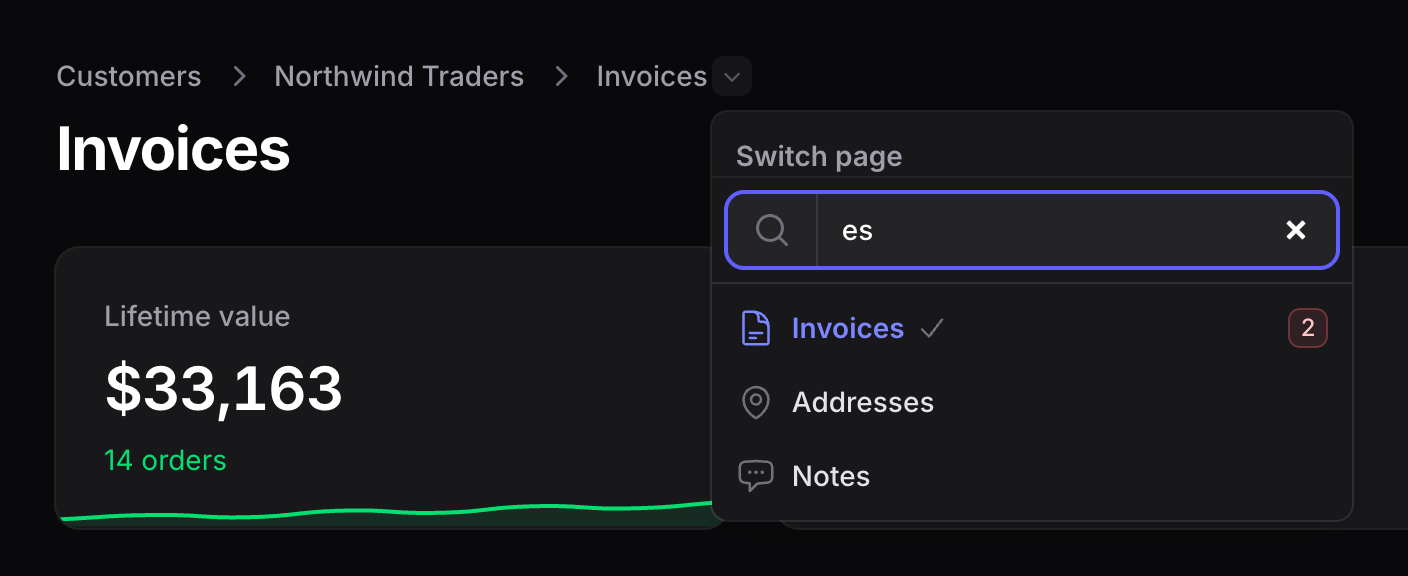 Customers > Northwind Traders > Invoices
Invoices
Switch page
es
Lifetime value
$33,163
14 orders
Invoices 2
Addresses
Notes